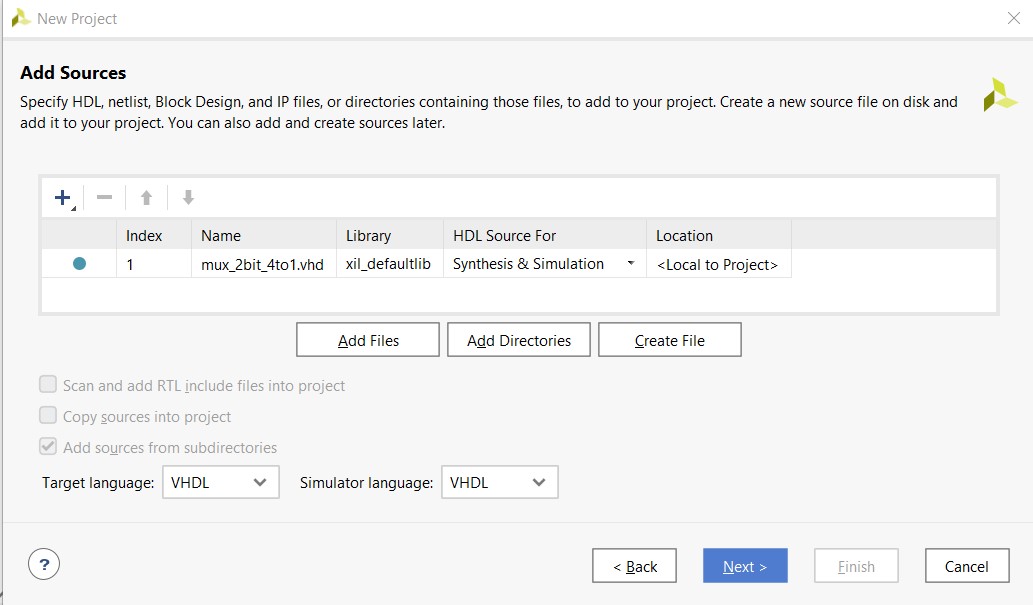 New Project
Add Sources
Specify HDL, netlist, Block Design, and IP files, or directories containing those files, to add to your project. Create a new source file on disk and
add it to your project. You can also add and create sources later.
Index Name Library HDL Source For Location
1 mux_2bit_4to1.vhd xil_defaultlib Synthesis & Simulation <Local to Project>
Add Files Add Directories Create File
Scan and add RTL include files into project
Copy sources into project
Add sources from subdirectories
Target language: VHDL Simulator language: VHDL
? < Back Next > Finish Cancel